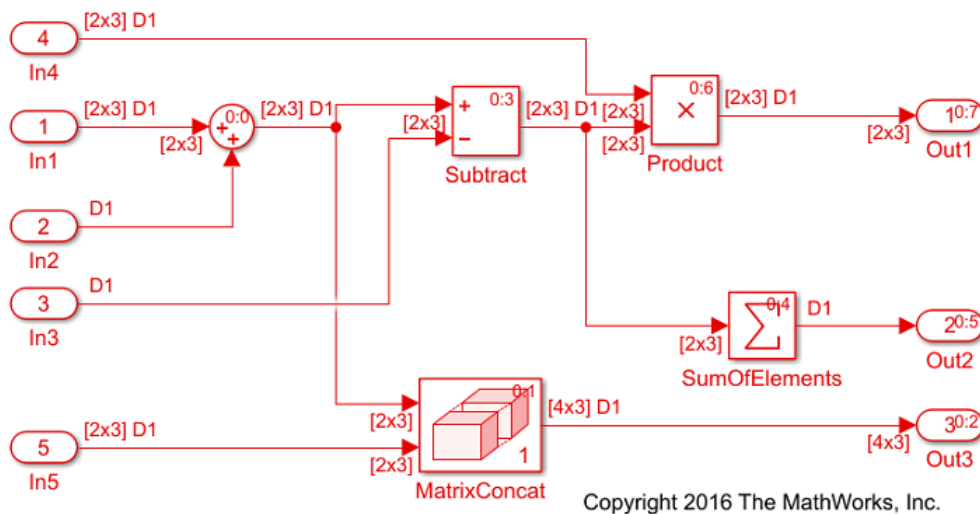 [2x3] D1
4
In4
[2x3] D1
1
In1
[2x3]
0:0
+
+
[2x3] D1
D1
2
In2
D1
3
In3
[2x3]
+
−
0:3
Subtract
[2x3] D1
[2x3]
[2x3]
0:6
×
Product
[2x3] D1
[2x3]
1
0:7
Out1
[2x3]
0:4
SumOfElements
D1
2
0:5
Out2
[2x3] D1
5
In5
[2x3]
[2x3]
0:1
1
MatrixConcat
[4x3] D1
[4x3]
3
0:2
Out3
Copyright 2016 The MathWorks, Inc.